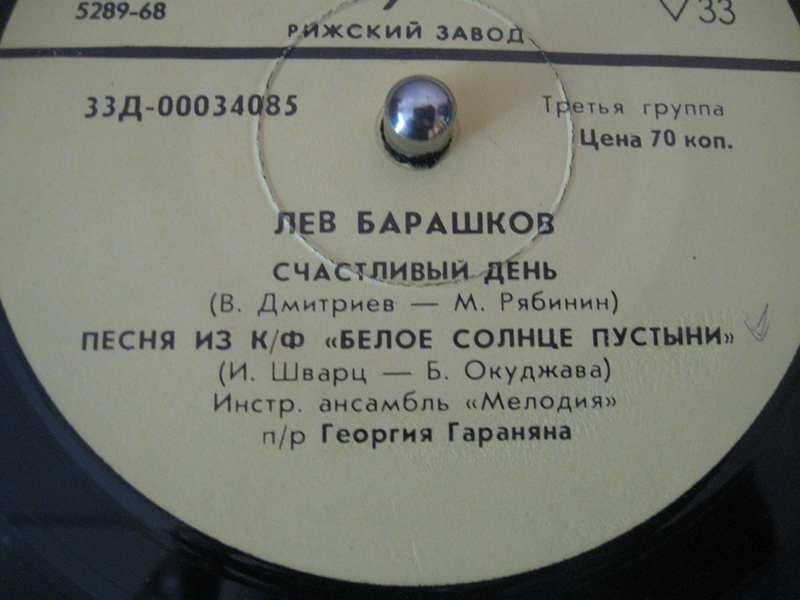 5289-68
33
РИЖСКИЙ ЗАВОД
33Д-00034085
Третья группа
Цена 70 коп.
ЛЕВ БАРАШКОВ
СЧАСТЛИВЫЙ ДЕНЬ
(В. Дмитриев — М. Рябинин)
ПЕСНЯ ИЗ К/Ф «БЕЛОЕ СОЛНЦЕ ПУСТЫНИ»
(И. Шварц — Б. Окуджава)
Инстр. ансамбль «Мелодия»
п/р Георгия Гараняна